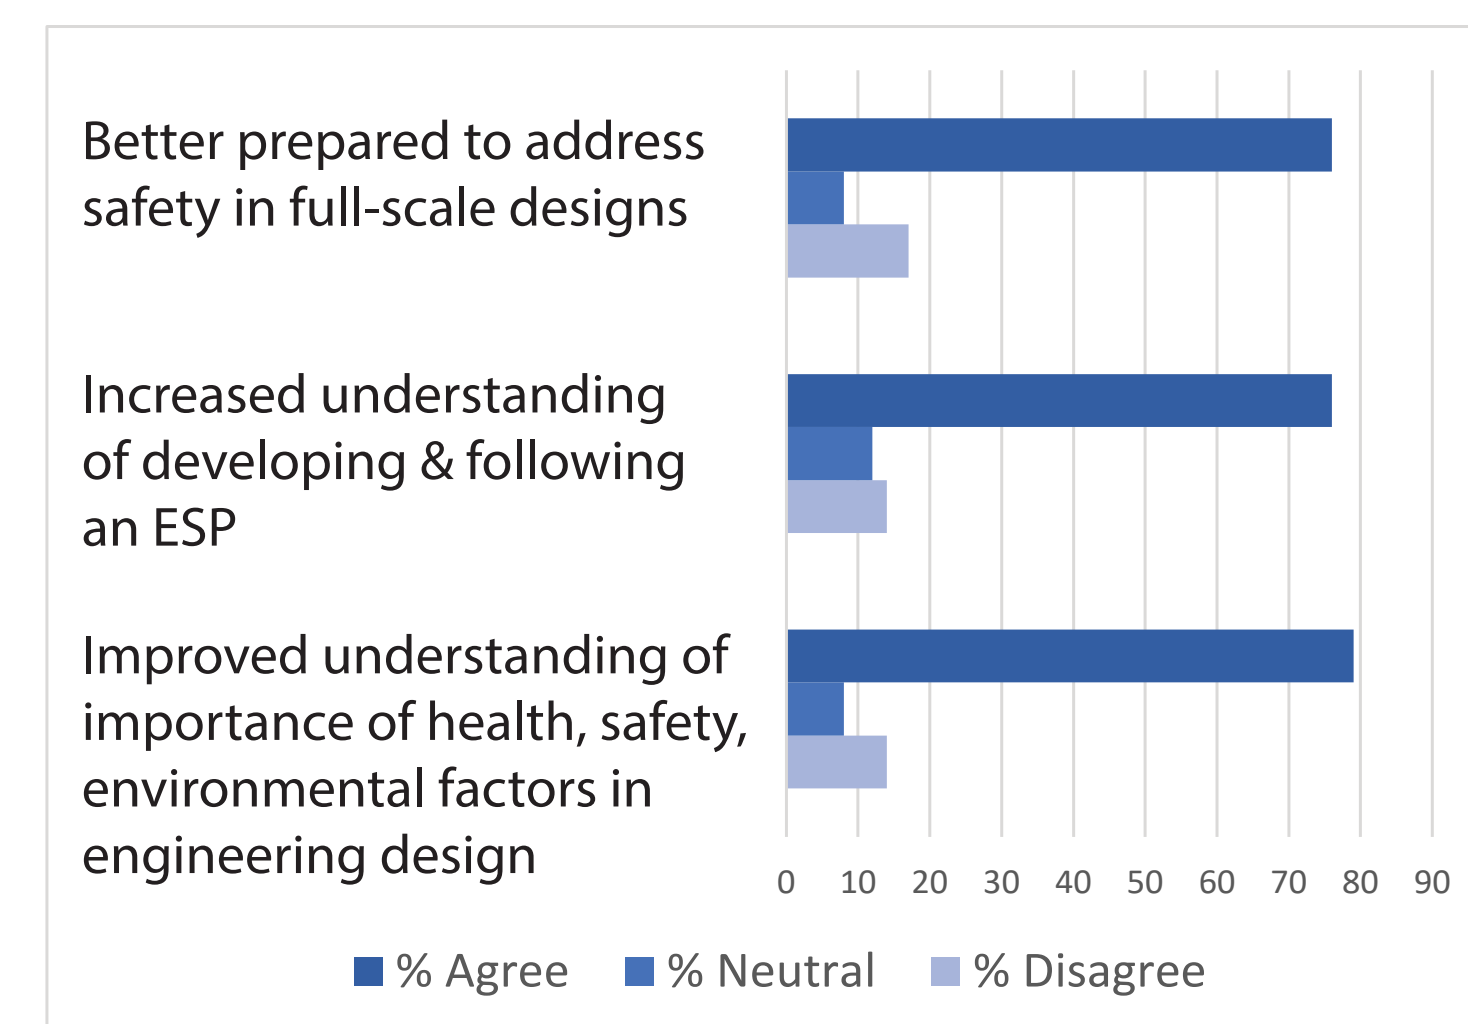 Better prepared to address
safety in full-scale designs
Increased understanding
of developing & following
an ESP
Improved understanding of
importance of health, safety,
environmental factors in
engineering design
0 10 20 30 40 50 60 70 80 90
% Agree % Neutral % Disagree